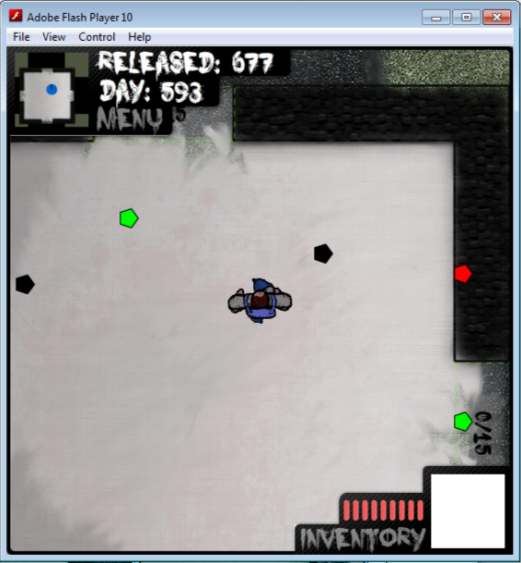 Adobe Flash Player 10
File View Control Help
RELEASED: 677
DAY: 593
MENU
0/15
INVENTORY